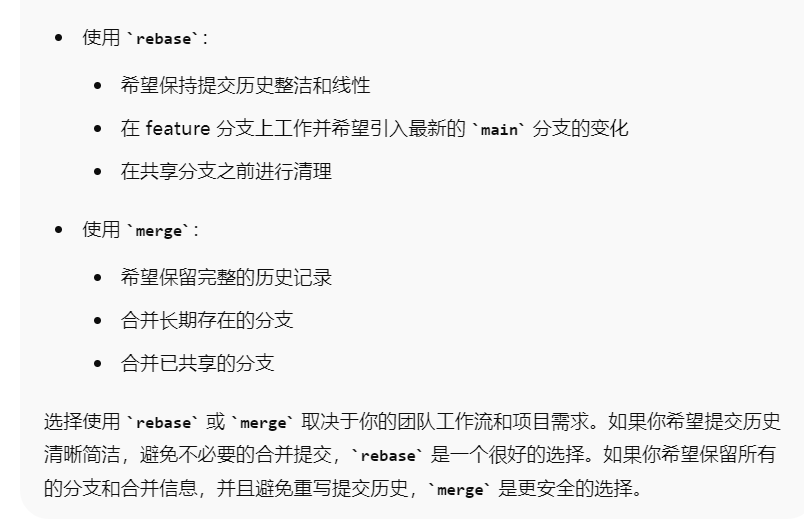 • 使用 `rebase`:
• 希望保持提交历史整洁和线性
• 在 feature 分支上工作并希望引入最新的 `main` 分支的变化
• 在共享分支之前进行清理
• 使用 `merge`:
• 希望保留完整的历史记录
• 合并长期存在的分支
• 合并已共享的分支
选择使用 `rebase` 或 `merge` 取决于你的团队工作流和项目需求。如果你希望提交历史
清晰简洁，避免不必要的合并提交，`rebase` 是一个很好的选择。如果你希望保留所有
的分支和合并信息，并且避免重写提交历史，`merge` 是更安全的选择。